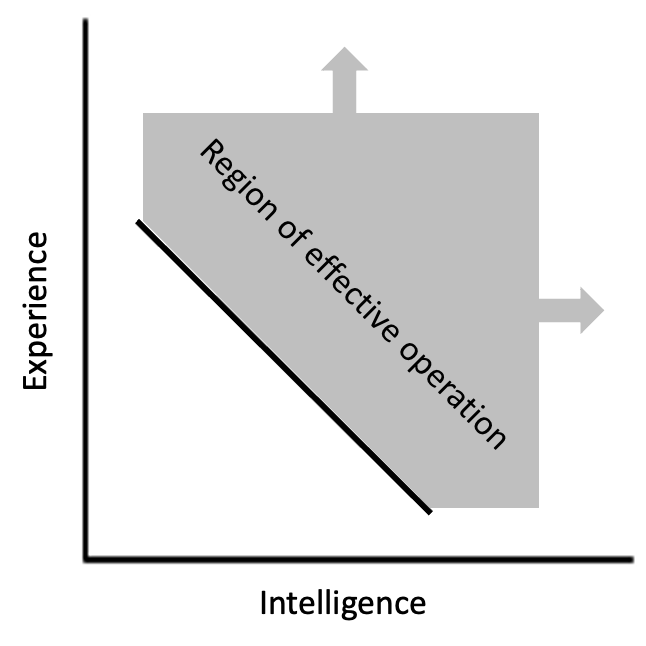 Region of effective operation
Experience
Intelligence